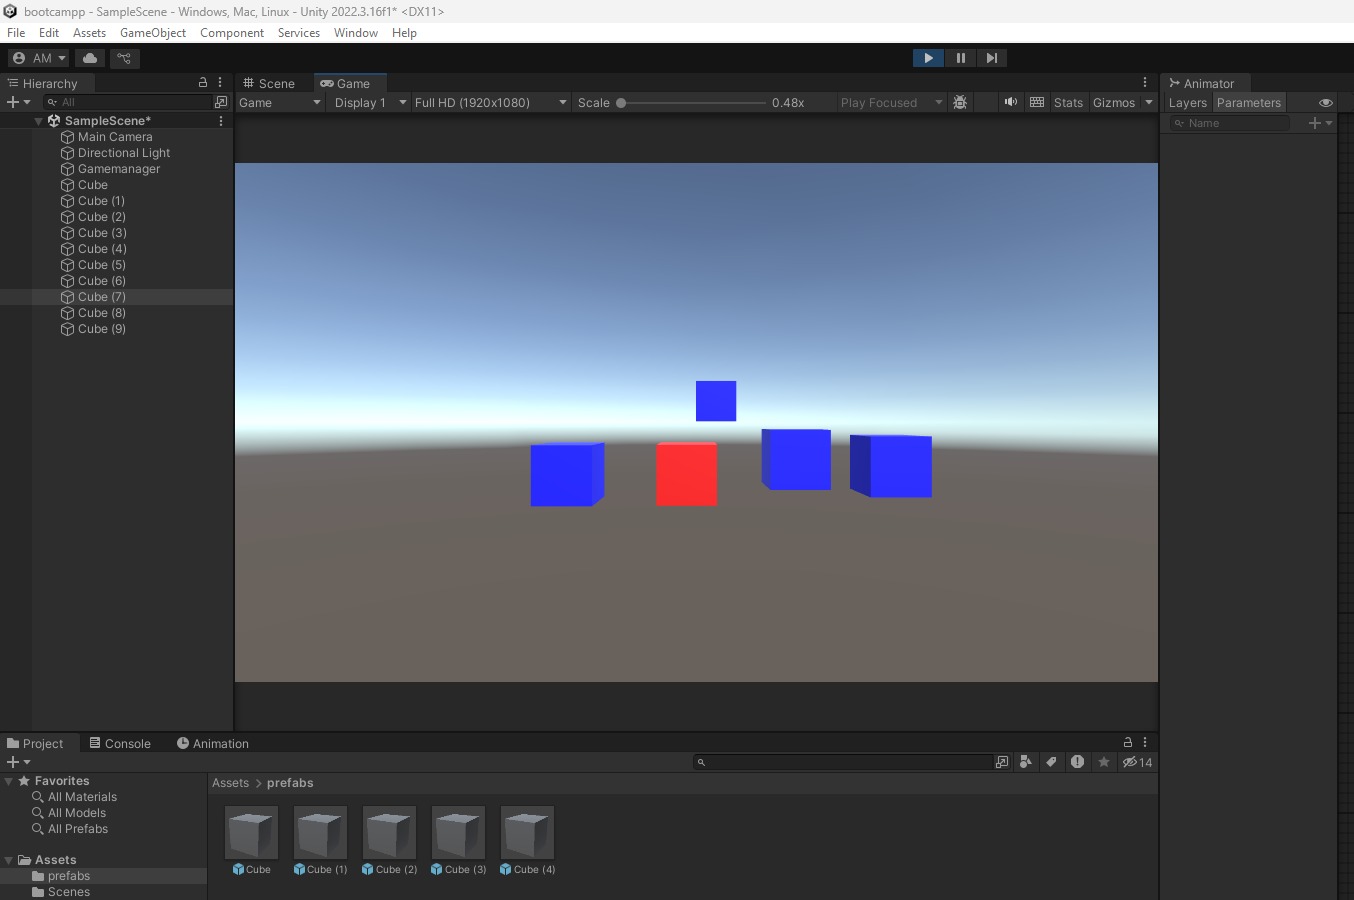 bootcampp - SampleScene - Windows, Mac, Linux - Unity 2022.3.16f1* <DX11>
File Edit Assets GameObject Component Services Window Help
AM
Hierarchy
All
SampleScene*
Main Camera
Directional Light
Gamemanager
Cube
Cube (1)
Cube (2)
Cube (3)
Cube (4)
Cube (5)
Cube (6)
Cube (7)
Cube (8)
Cube (9)
Scene Game
Game Display 1 Full HD (1920x1080) Scale 0.48x Play Focused Stats Gizmos
Animator
Layers Parameters
Name
Project Console Animation
14
Favorites
All Materials
All Models
All Prefabs
Assets
prefabs
Scenes
Assets > prefabs
Cube Cube (1) Cube (2) Cube (3) Cube (4)